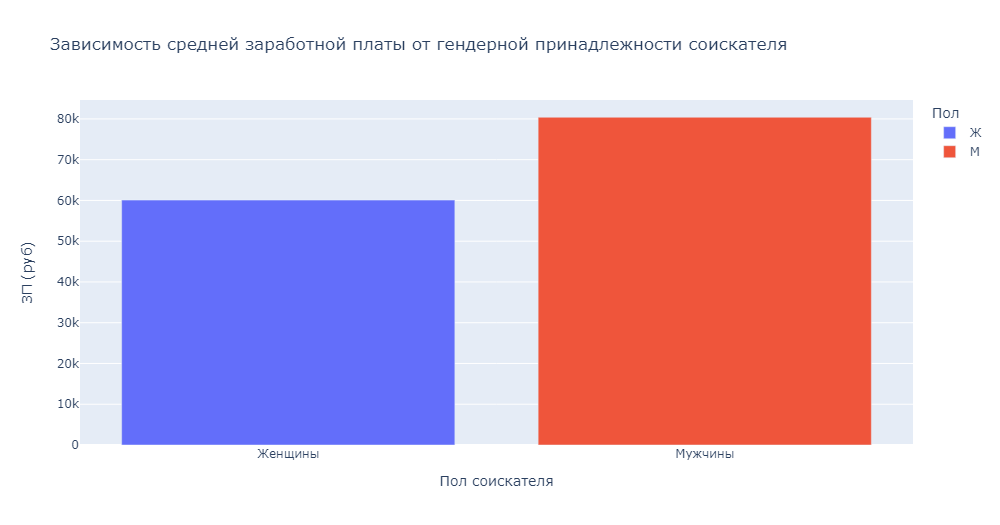 Зависимость средней заработной платы от гендерной принадлежности соискателя
Пол
Ж
М
80k
70k
60k
50k
40k
30k
20k
10k
0
ЗП (руб)
Женщины
Мужчины
Пол соискателя